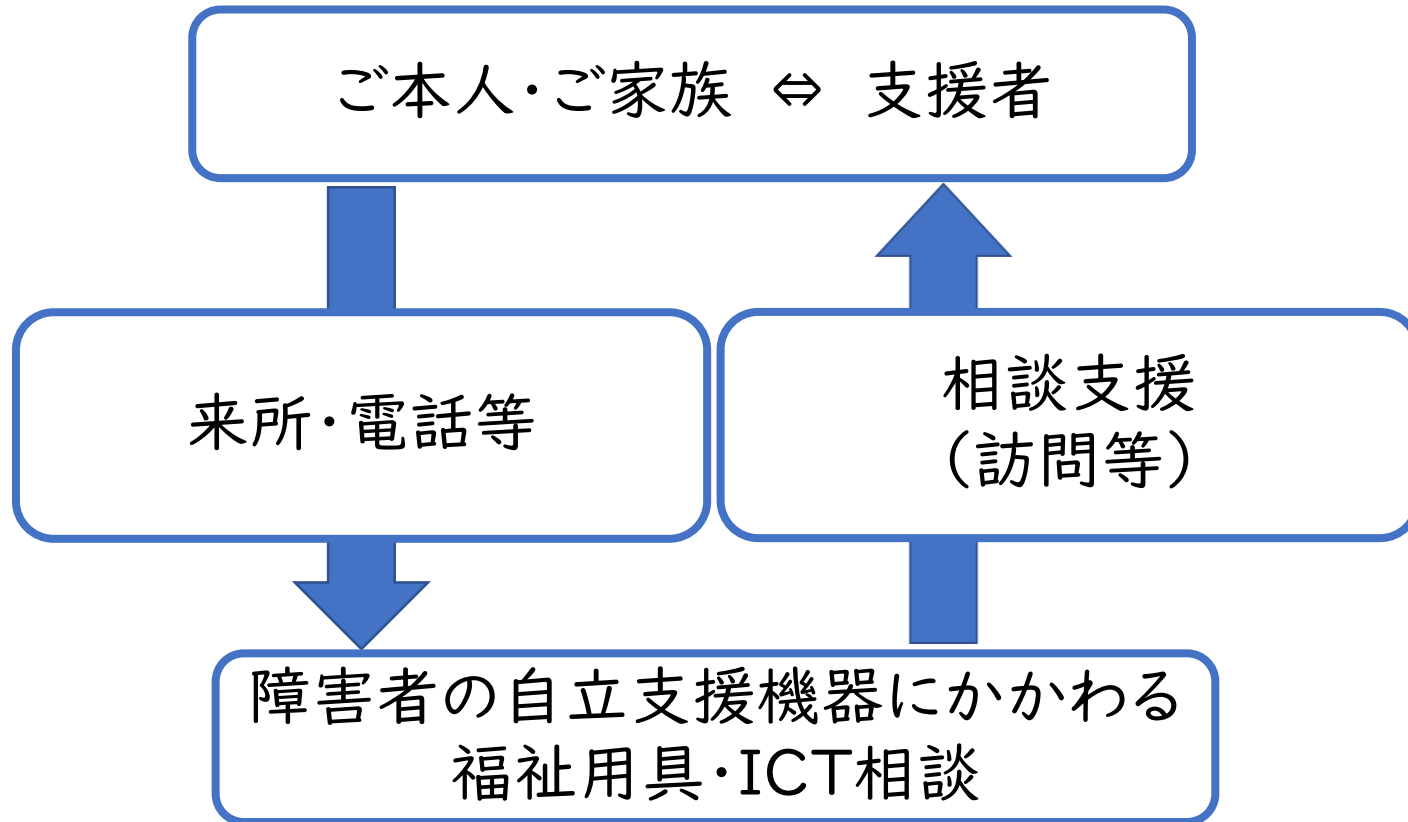 ご本人・ご家族 ⇔ 支援者
来所・電話等
相談支援
（訪問等）
障害者の自立支援機器にかかわる
福祉用具・ICT相談